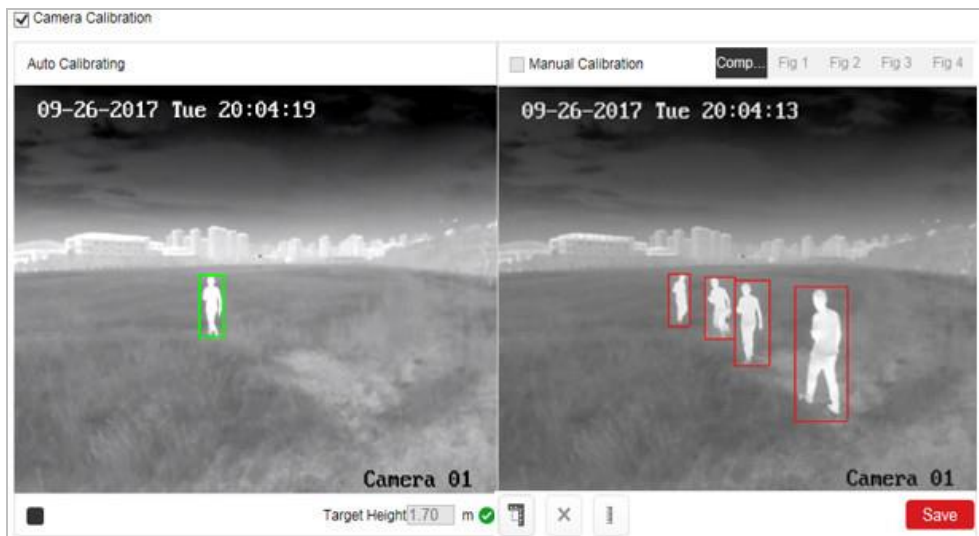 Camera Calibration
Auto Calibrating
Manual Calibration
Comp... Fig 1 Fig 2 Fig 3 Fig 4
09-26-2017 Tue 20:04:19
09-26-2017 Tue 20:04:13
Camera 01
Camera 01
Target Height 1.70 m
Save